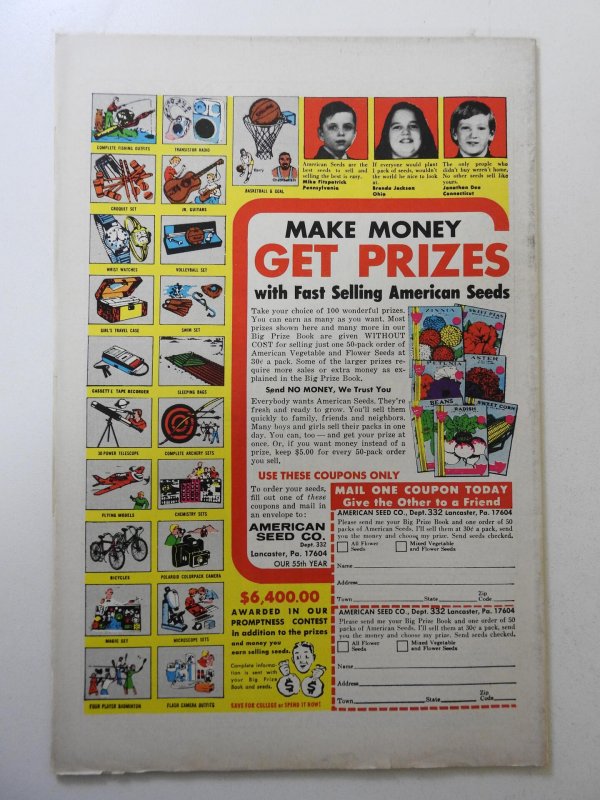 COMPLETE FISHING OUTFITS
TRANSISTOR RADIO
CROQUET SET
JR. GUITARS
BASKETBALL & GOAL
WRIST WATCHES
VOLLEYBALL SET
GIRL'S TRAVEL CASE
SWIM SET
CASSETTE TAPE RECORDER
SLEEPING BAGS
30 POWER TELESCOPE
COMPLETE ARCHERY SETS
FLYING MODELS
CHEMISTRY SETS
BICYCLES
POLAROID COLORPACK CAMERA
MAGIC SET
MICROSCOPE SETS
FOUR PLAYER BADMINTON
FLASH CAMERA OUTFITS
American Seeds are the
best seeds to sell and
selling the best is easy.
Mike Fitzpatrick
Pennsylvania
If everyone would plant
1 pack of seeds, wouldn't
the world be nice to look
at.
Brenda Jackson
Ohio
The only people who
didn't buy weren't home.
No other seeds sell like
yours.
Jonathan Doe
Connecticut
MAKE MONEY
GET PRIZES
with Fast Selling American Seeds
Take your choice of 100 wonderful prizes.
You can earn as many as you want. Most
prizes shown here and many more in our
Big Prize Book are given WITHOUT
COST for selling just one 50-pack order of
American Vegetable and Flower Seeds at
30¢ a pack. Some of the larger prizes re-
quire more sales or extra money as ex-
plained in the Big Prize Book.
Send NO MONEY, We Trust You
Everybody wants American Seeds. They're
fresh and ready to grow. You'll sell them
quickly to family, friends and neighbors.
Many boys and girls sell their packs in one
day. You can, too — and get your prize at
once. Or, if you want money instead of a
prize, keep $5.00 for every 50-pack order
you sell.
ZINNIA
SWEET PEAS
PETUNIA
ASTER
BEANS
RADISH
SWEET CORN
USE THESE COUPONS ONLY
To order your seeds,
fill out one of these
coupons and mail in
an envelope to:
AMERICAN
SEED CO.
Dept. 332
Lancaster, Pa. 17604
OUR 55th YEAR
MAIL ONE COUPON TODAY
Give the Other to a Friend
AMERICAN SEED CO., Dept. 332 Lancaster, Pa. 17604
Please send me your Big Prize Book and one order of 50
packs of American Seeds. I'll sell them at 30¢ a pack, send
you the money and choose my prize. Send seeds checked.
All Flower
Seeds
Mixed Vegetable
and Flower Seeds
Name
Address
Town State Zip Code
AMERICAN SEED CO., Dept. 332 Lancaster, Pa. 17604
Please send me your Big Prize Book and one order of 50
packs of American Seeds. I'll sell them at 30¢ a pack, send
you the money and choose my prize. Send seeds checked.
All Flower
Seeds
Mixed Vegetable
and Flower Seeds
Name
Address
Town State Zip Code
$6,400.00
AWARDED IN OUR
PROMPTNESS CONTEST
in addition to the prizes
and money you
earn selling seeds.
Complete informa-
tion is sent with
your Big Prize
Book and seeds.
$ $
SAVE FOR COLLEGE or SPEND IT NOW!